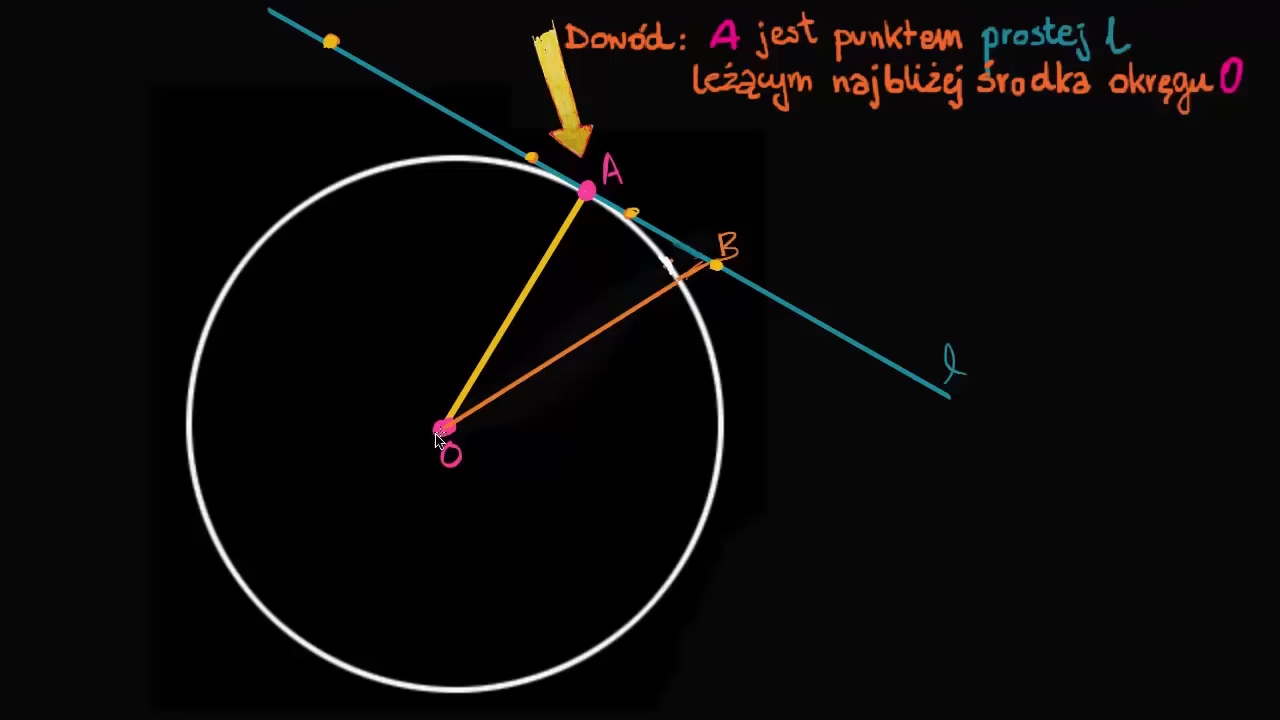 Dowód: A jest punktem prostej l
leżącym najbliżej środka okręgu O
A
B
l
O